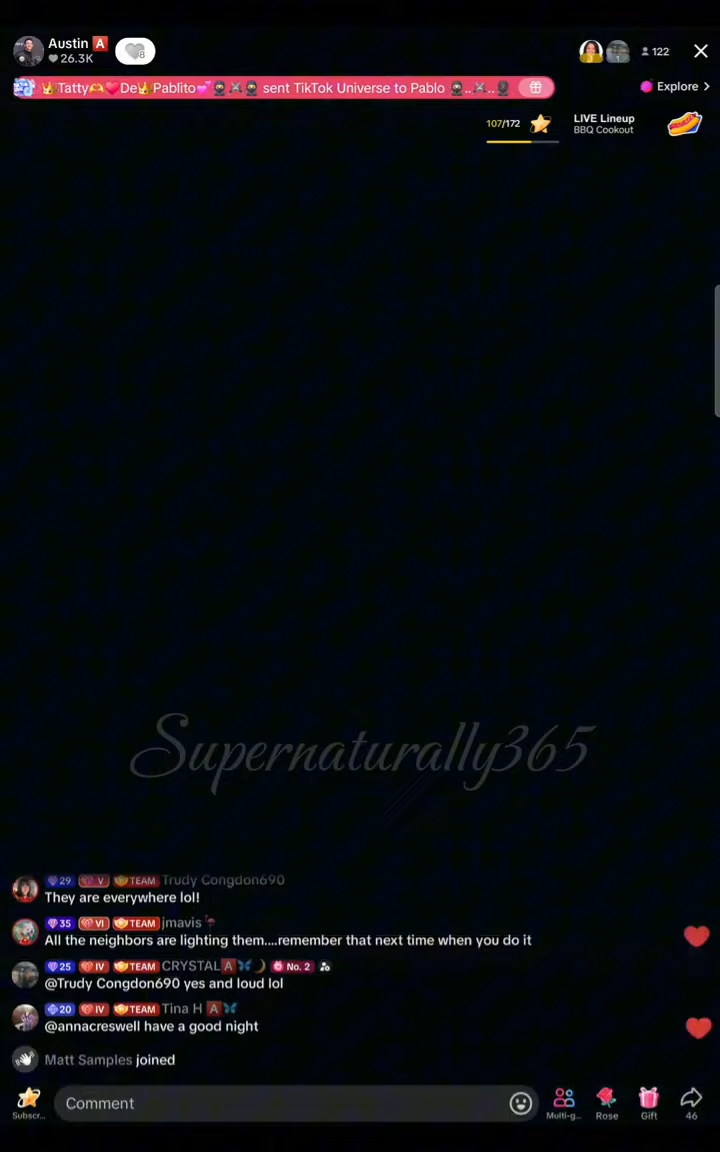 Austin A
26.3K
8
122
👑Tatty🫶❤️De👑Pablito💕🥷⚔️🥷 sent TikTok Universe to Pablo 🥷..⚔️..👤
Explore >
107/172
LIVE Lineup
BBQ Cookout
Supernaturally365
29 V TEAM Trudy Congdon690
They are everywhere lol!
35 VI TEAM jmavis🦩
All the neighbors are lighting them....remember that next time when you do it
25 IV TEAM CRYSTAL🅰️🦋🌙 No. 2
@Trudy Congdon690 yes and loud lol
20 IV TEAM Tina H 🅰️🦋
@annacreswell have a good night
Matt Samples joined
Comment
Subscr...
Multi-g...
Rose
Gift
46